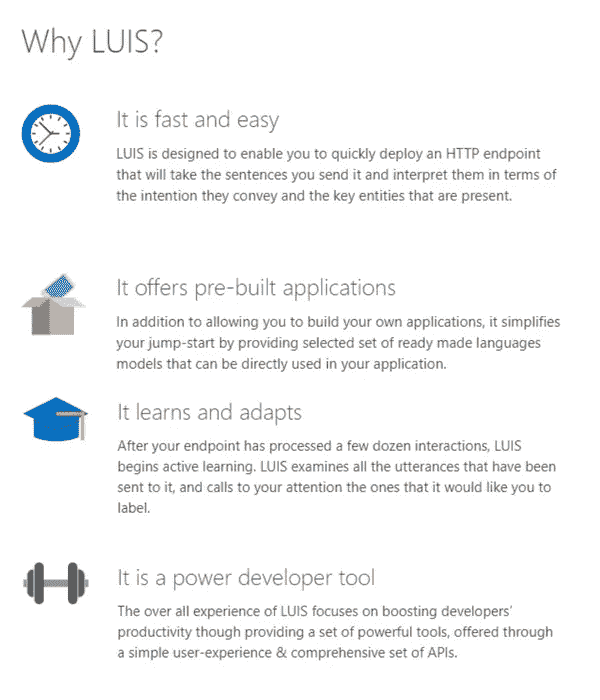 Why LUIS?
It is fast and easy
LUIS is designed to enable you to quickly deploy an HTTP endpoint
that will take the sentences you send it and interpret them in terms of
the intention they convey and the key entities that are present.
It offers pre-built applications
In addition to allowing you to build your own applications, it simplifies
your jump-start by providing selected set of ready made languages
models that can be directly used in your application.
It learns and adapts
After your endpoint has processed a few dozen interactions, LUIS
begins active learning. LUIS examines all the utterances that have been
sent to it, and calls to your attention the ones that it would like you to
label.
It is a power developer tool
The over all experience of LUIS focuses on boosting developers'
productivity though providing a set of powerful tools, offered through
a simple user-experience & comprehensive set of APIs.